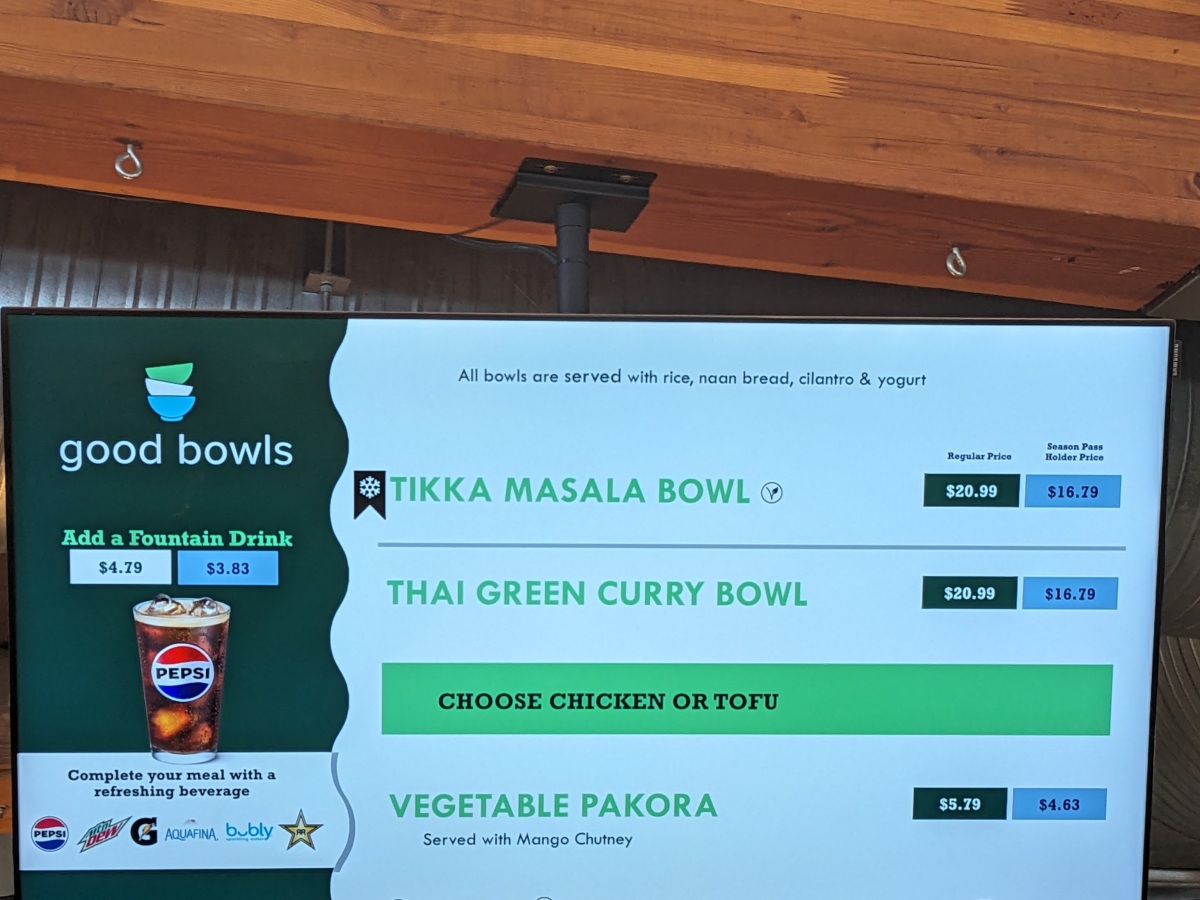 good bowls
Add a Fountain Drink
$4.79 $3.83
PEPSI
Complete your meal with a
refreshing beverage
PEPSI MTN DEW G AQUAFINA bubly R
All bowls are served with rice, naan bread, cilantro & yogurt
Regular Price
Season Pass
Holder Price
TIKKA MASALA BOWL V $20.99 $16.79
THAI GREEN CURRY BOWL $20.99 $16.79
CHOOSE CHICKEN OR TOFU
VEGETABLE PAKORA $5.79 $4.63
Served with Mango Chutney